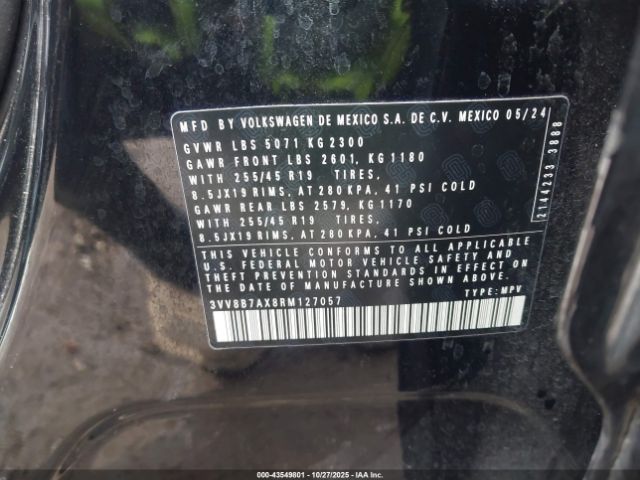 MFD BY VOLKSWAGEN DE MEXICO S.A. DE C.V. MEXICO 05/24
GVWR LBS 5071 KG 2300
GAWR FRONT LBS 2601, KG 1180
WITH 255/45 R19 TIRES,
8.5JX19 RIMS, AT 280 KPA, 41 PSI COLD
GAWR REAR LBS 2579, KG 1170
WITH 255/45 R19 TIRES,
8.5JX19 RIMS, AT 280 KPA, 41 PSI COLD
THIS VEHICLE CONFORMS TO ALL APPLICABLE
U.S. FEDERAL MOTOR VEHICLE SAFETY AND
THEFT PREVENTION STANDARDS IN EFFECT ON
THE DATE OF MANUFACTURE SHOWN ABOVE.
3VV8B7AX8RM127057 TYPE: MPV
2144233 3888
000-43549801 - 10/27/2025 - IAAI.com